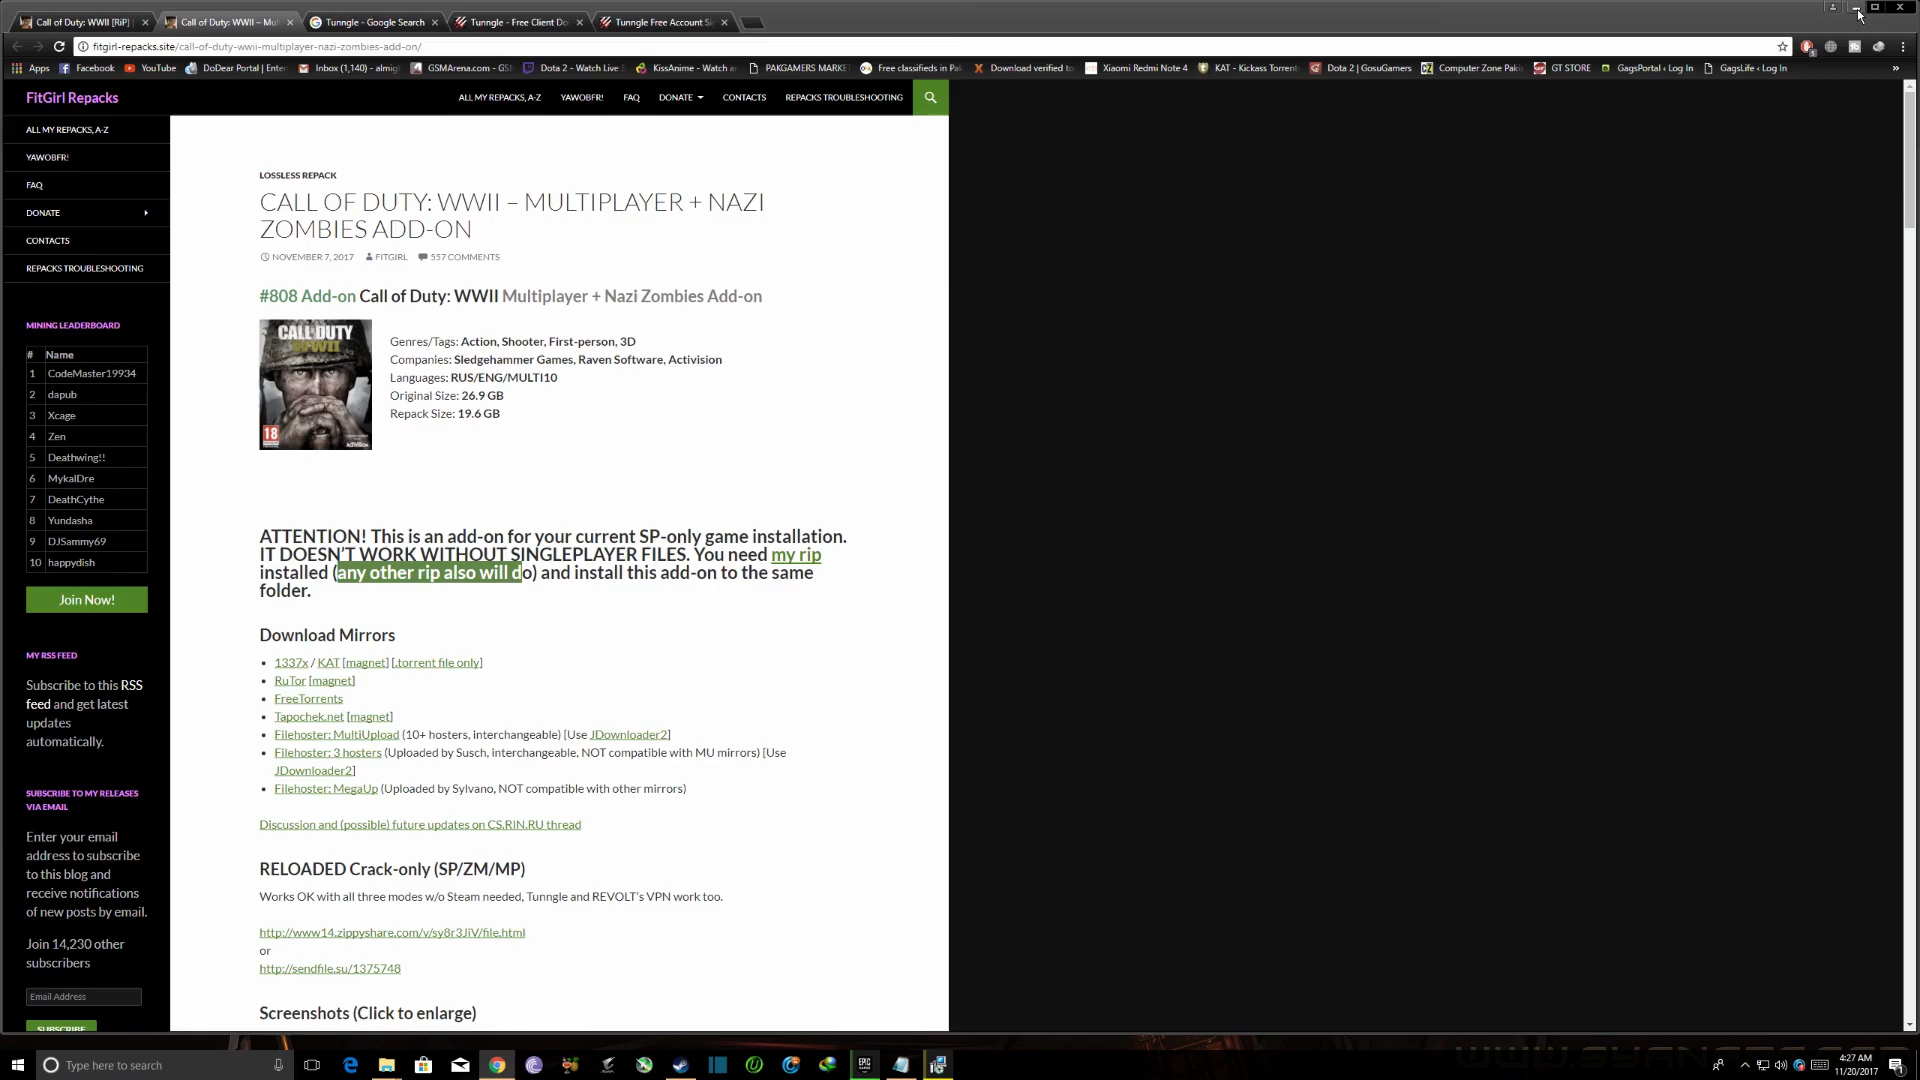 Call of Duty: WWII [RiP]
Call of Duty: WWII – Mul
Tunngle - Google Search
Tunngle - Free Client Do
Tunngle Free Account Si
fitgirl-repacks.site/call-of-duty-wwii-multiplayer-nazi-zombies-add-on/
Apps Facebook YouTube DoDear Portal | Enter Inbox (1,140) - almig GSMArena.com - GSM Dota 2 - Watch Live KissAnime - Watch a PAKGAMERS MARKE Free classifieds in Pak Download verified to Xiaomi Redmi Note 4 KAT - Kickass Torrent Dota 2 | GosuGamers Computer Zone Paki GT STORE GagsPortal ‹ Log In GagsLife ‹ Log In »
FitGirl Repacks
ALL MY REPACKS, A-Z YAWOBFR! FAQ DONATE CONTACTS REPACKS TROUBLESHOOTING
ALL MY REPACKS, A-Z
YAWOBFR!
FAQ
DONATE
CONTACTS
REPACKS TROUBLESHOOTING
MINING LEADERBOARD
# Name
1 CodeMaster19934
2 dapub
3 Xcage
4 Zen
5 Deathwing!!
6 MykalDre
7 DeathCythe
8 Yundasha
9 DJSammy69
10 happydish
Join Now!
MY RSS FEED
Subscribe to this RSS
feed and get latest
updates
automatically.
SUBSCRIBE TO MY RELEASES
VIA EMAIL
Enter your email
address to subscribe
to this blog and
receive notifications
of new posts by email.
Join 14,230 other
subscribers
Email Address
SUBSCRIBE
LOSSLESS REPACK
CALL OF DUTY: WWII – MULTIPLAYER + NAZI
ZOMBIES ADD-ON
NOVEMBER 7, 2017 FITGIRL 557 COMMENTS
#808 Add-on Call of Duty: WWII Multiplayer + Nazi Zombies Add-on
CALL DUTY
WWII
18
ACTIVISION
Genres/Tags: Action, Shooter, First-person, 3D
Companies: Sledgehammer Games, Raven Software, Activision
Languages: RUS/ENG/MULTI10
Original Size: 26.9 GB
Repack Size: 19.6 GB
ATTENTION! This is an add-on for your current SP-only game installation.
IT DOESN'T WORK WITHOUT SINGLEPLAYER FILES. You need my rip
installed (any other rip also will do) and install this add-on to the same
folder.
Download Mirrors
1337x / KAT [magnet] [.torrent file only]
RuTor [magnet]
FreeTorrents
Tapochek.net [magnet]
Filehoster: MultiUpload (10+ hosters, interchangeable) [Use JDownloader2]
Filehoster: 3 hosters (Uploaded by Susch, interchangeable, NOT compatible with MU mirrors) [Use
JDownloader2]
Filehoster: MegaUp (Uploaded by Sylvano, NOT compatible with other mirrors)
Discussion and (possible) future updates on CS.RIN.RU thread
RELOADED Crack-only (SP/ZM/MP)
Works OK with all three modes w/o Steam needed, Tunngle and REVOLT's VPN work too.
http://www14.zippyshare.com/v/sy8r3JiV/file.html
or
http://sendfile.su/1375748
Screenshots (Click to enlarge)
Type here to search
EPIC
4:27 AM
11/20/2017